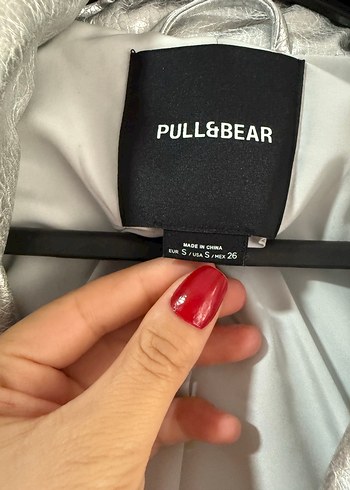 PULL&BEAR
MADE IN CHINA
EUR S / USA S / MEX 26